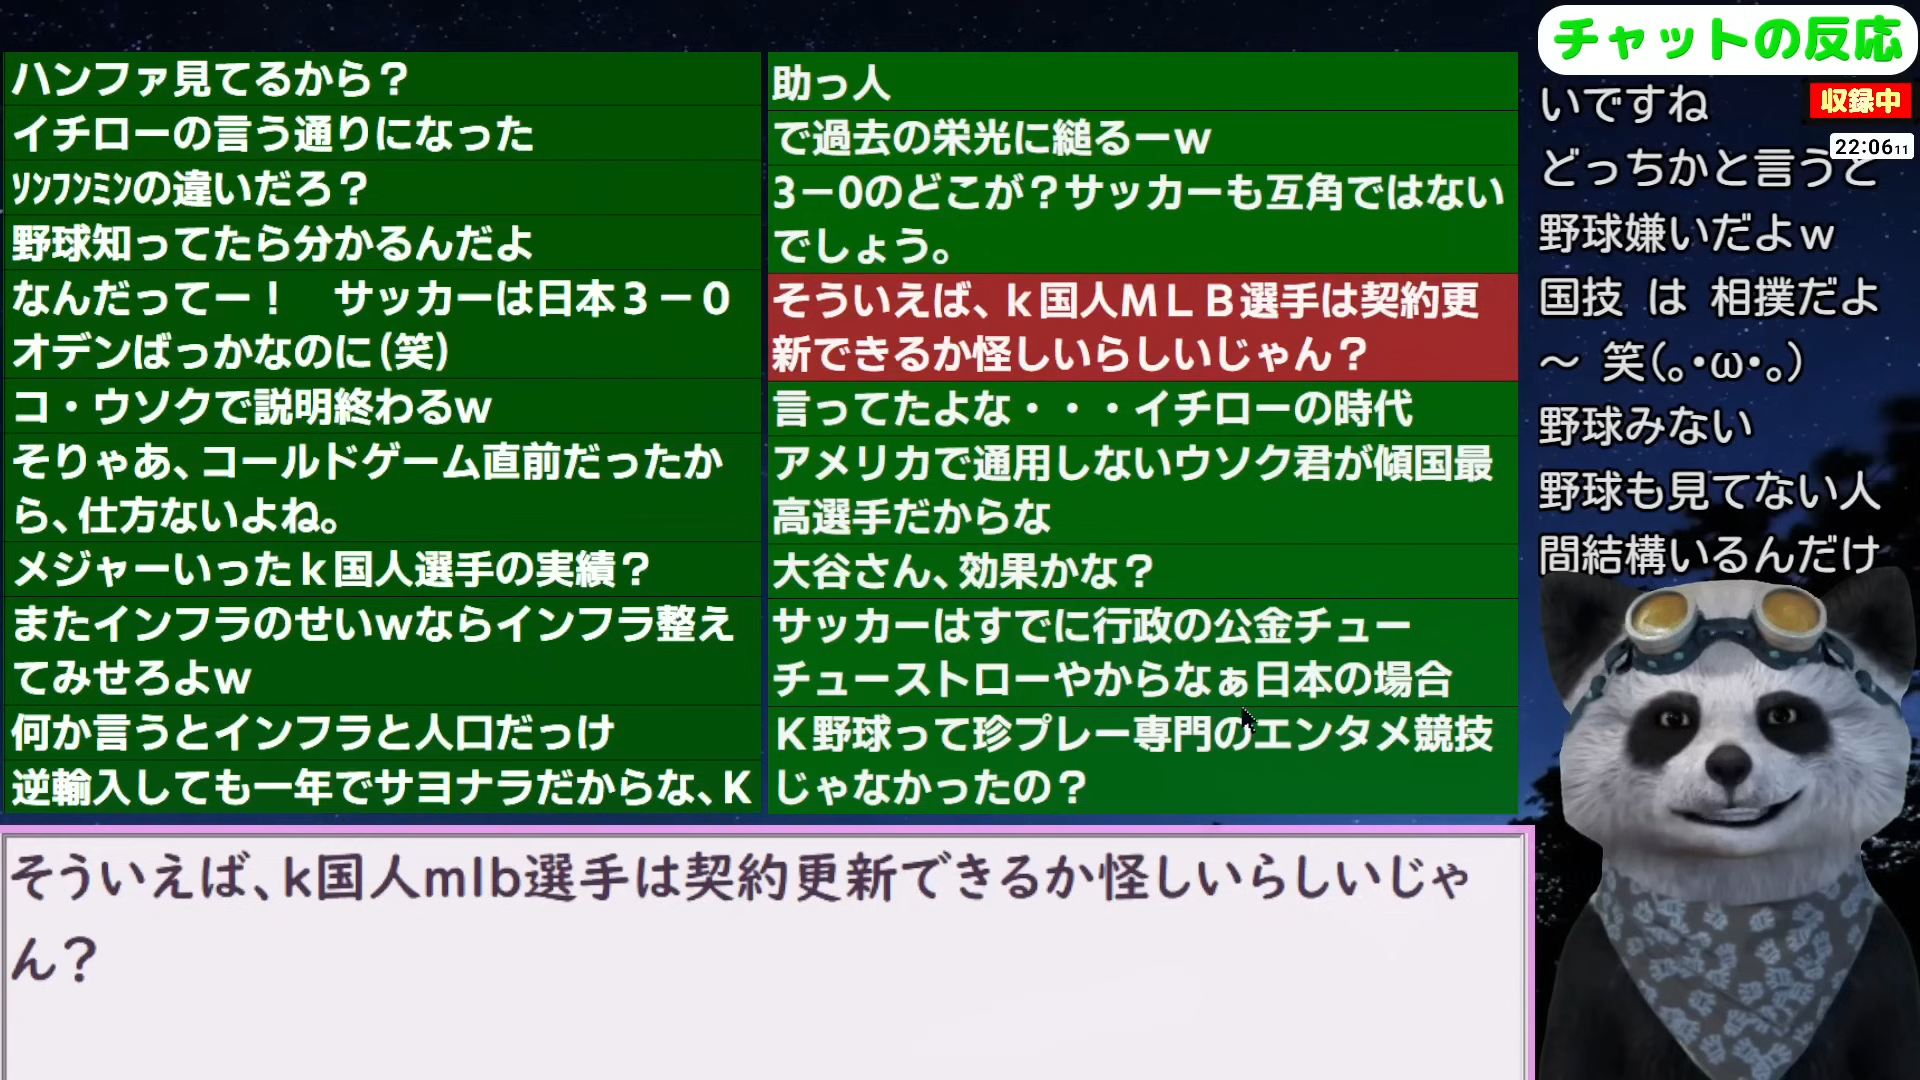 ハンファ見てるから？
イチローの言う通りになった
ﾘﾝﾌﾝﾐﾝの違いだろ？
野球知ってたら分かるんだよ
なんだってー！　サッカーは日本３－０
オデンばっかなのに(笑)
コ・ウソクで説明終わるw
そりゃあ、コールドゲーム直前だったか
ら、仕方ないよね。
メジャーいったｋ国人選手の実績？
またインフラのせいwならインフラ整え
てみせろよw
何か言うとインフラと人口だっけ
逆輸入しても一年でサヨナラだからな、K
助っ人
で過去の栄光に縋るーw
3－0のどこが？サッカーも互角ではない
でしょう。
そういえば、ｋ国人ＭＬＢ選手は契約更
新できるか怪しいらしいじゃん？
言ってたよな・・・イチローの時代
アメリカで通用しないウソク君が傾国最
高選手だからな
大谷さん、効果かな？
サッカーはすでに行政の公金チュー
チューストローやからなぁ日本の場合
Ｋ野球って珍プレー専門のエンタメ競技
じゃなかったの？
そういえば、k国人mlb選手は契約更新できるか怪しいらしいじゃ
ん？
チャットの反応
収録中
22:06 11
いですね
どっちかと言うと
野球嫌いだよｗ
国技 は 相撲だよ
～ 笑(｡･ω･｡)
野球みない
野球も見てない人
間結構いるんだけ